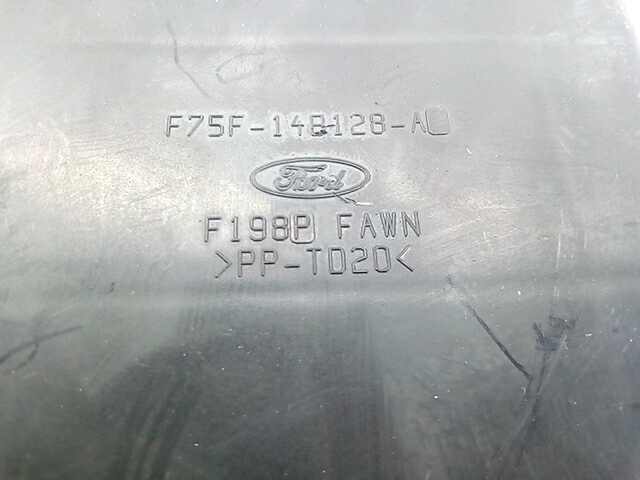 F75F-14B128-A
Ford
F198P FAWN
>PP-TD20<